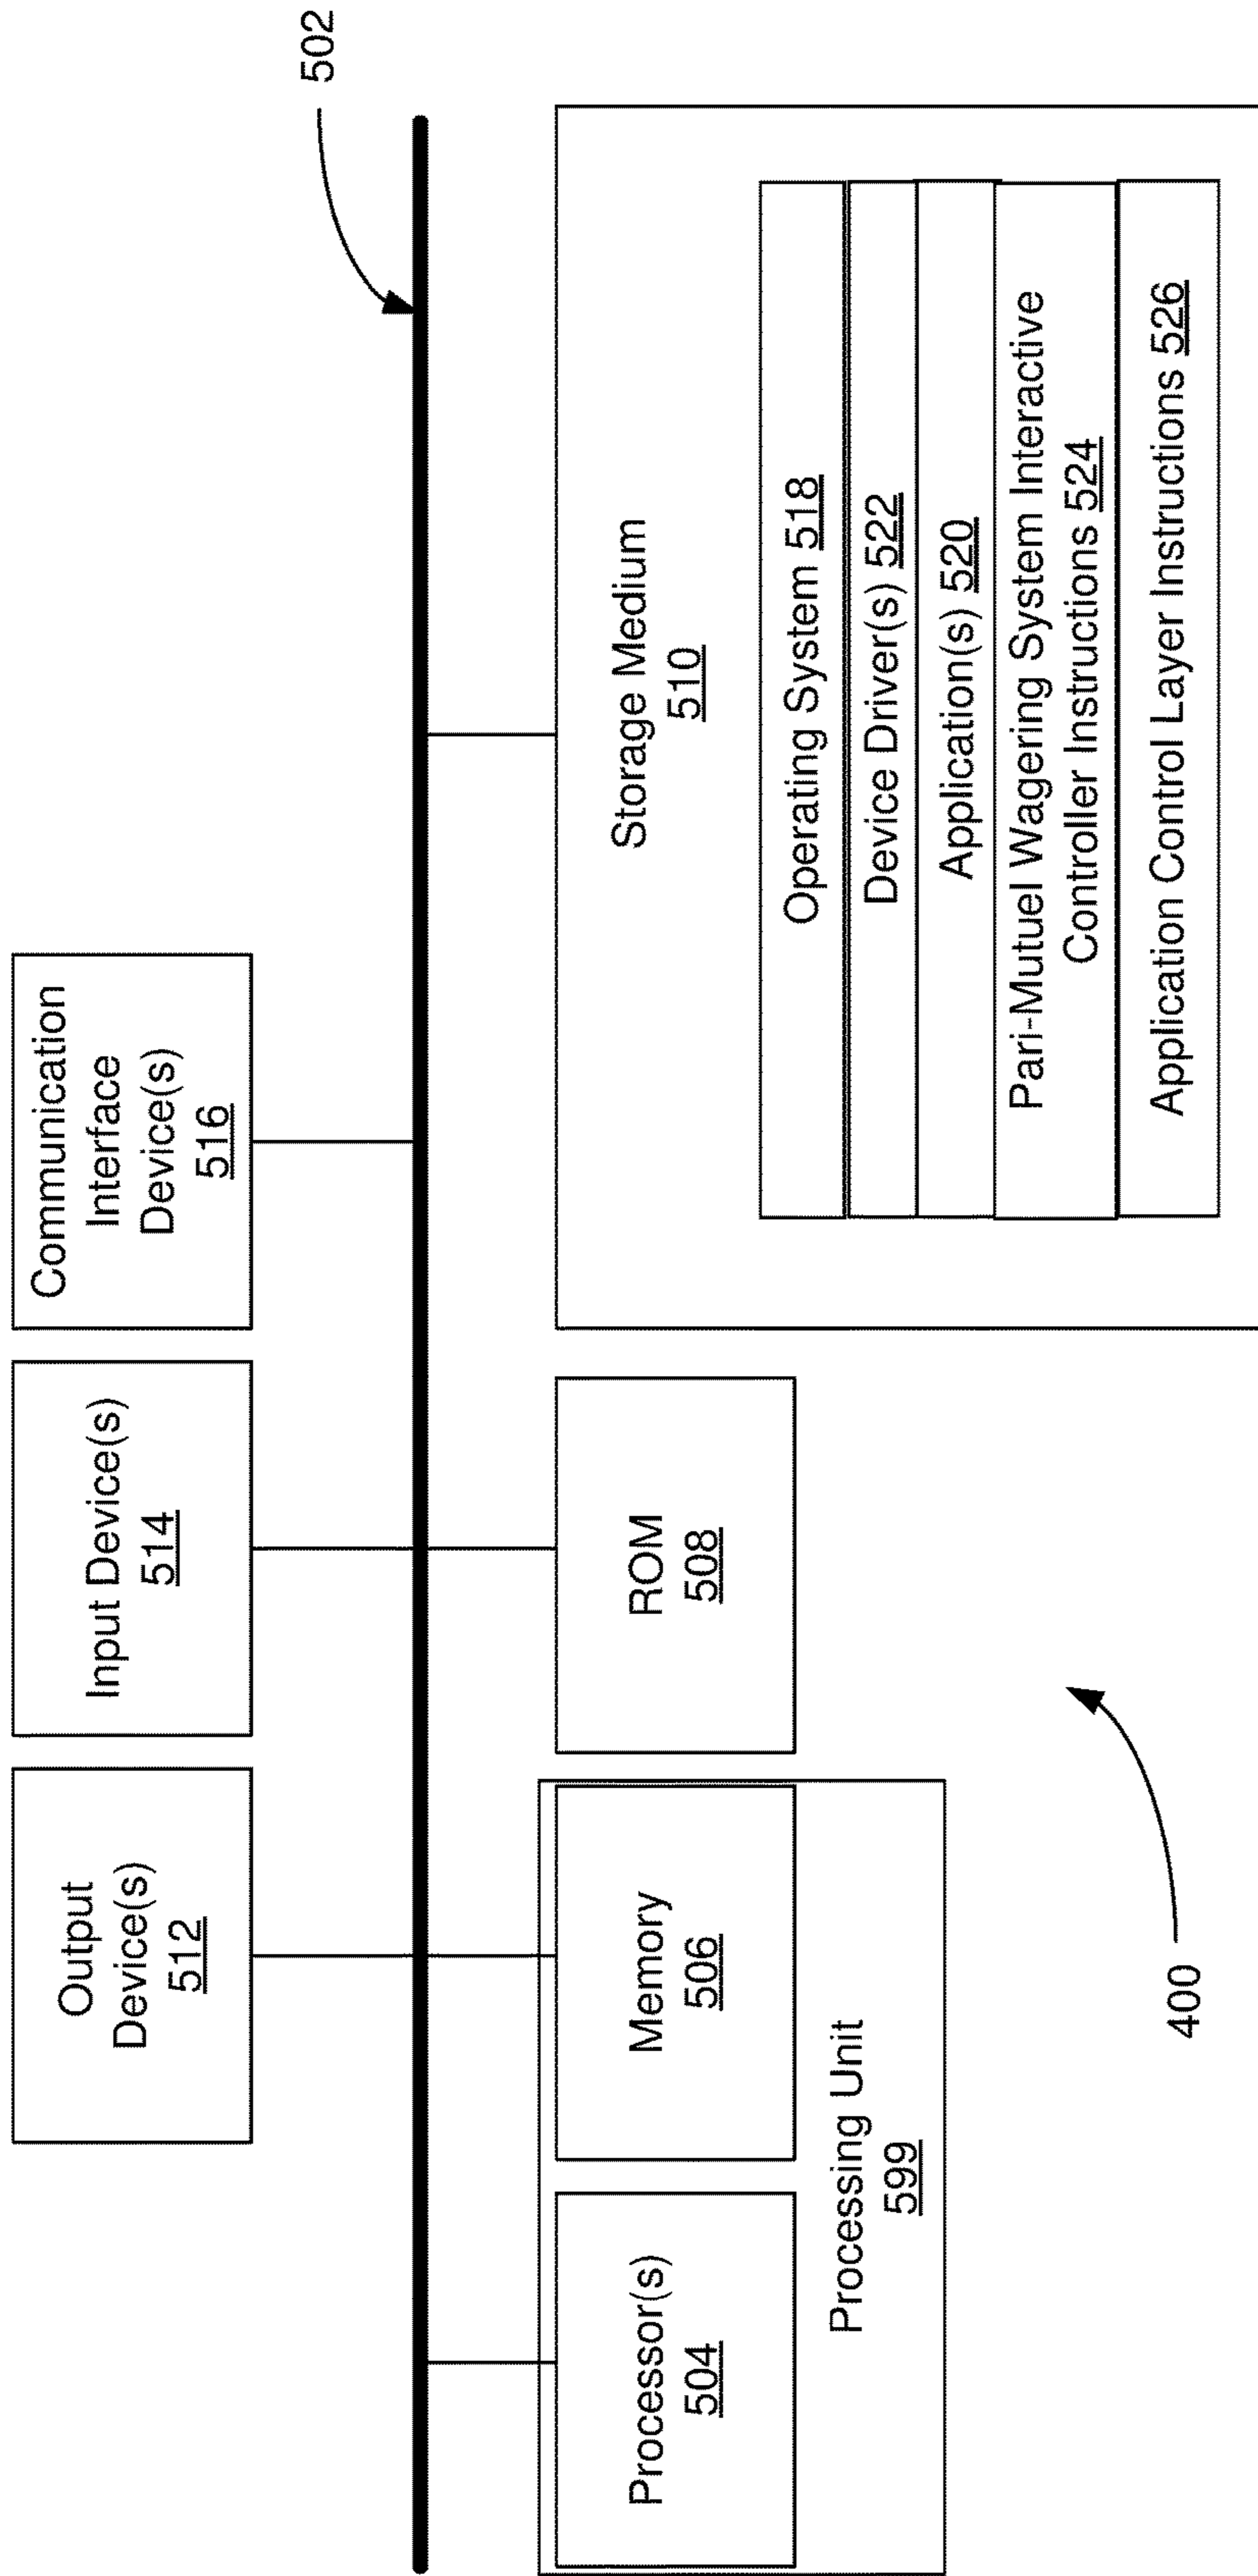 502
Output
Device(s)
512
Input Device(s)
514
Communication
Interface
Device(s)
516
Processor(s)
504
Memory
506
Processing Unit
599
ROM
508
Storage Medium
510
Operating System 518
Device Driver(s) 522
Application(s) 520
Pari-Mutuel Wagering System Interactive
Controller Instructions 524
Application Control Layer Instructions 526
400